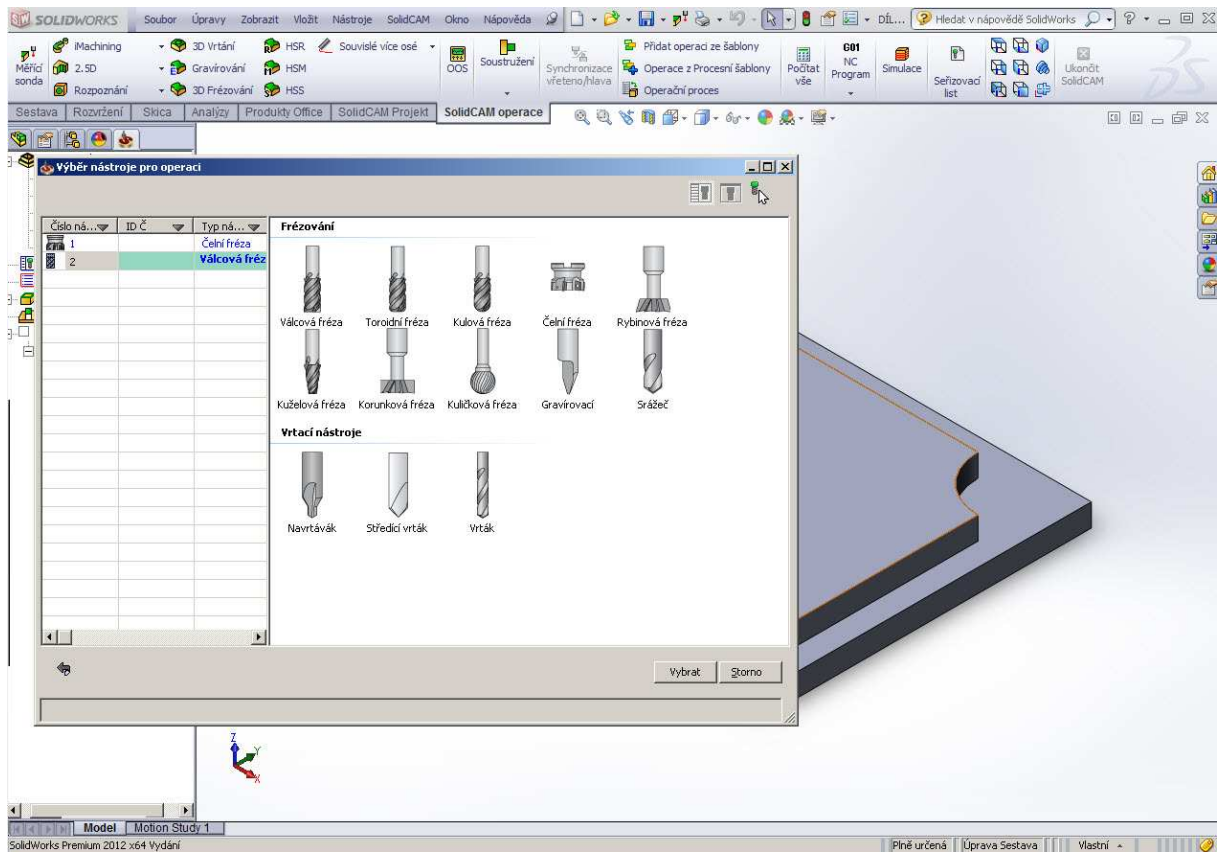 SOLIDWORKS Soubor Úpravy Zobrazit Vložit Nástroje SolidCAM Okno Nápověda DÍL... Hledat v nápovědě SolidWorks
Měřící sonda
iMachining
2.5D
Rozpoznání
3D Vrtání
Gravírování
3D Frézování
HSR
HSM
HSS
Souvislé více osé
OOS
Soustružení
Synchronizace vřeteno/hlava
Přidat operaci ze šablony
Operace z Procesní šablony
Operační proces
Počítat vše
G01
NC Program
Simulace
Seřizovací list
Ukončit SolidCAM
Sestava Rozvržení Skica Analýzy Produkty Office SolidCAM Projekt SolidCAM operace
Výběr nástroje pro operaci
Číslo ná... ID Č Typ ná...
1 Čelní fréza
2 Válcová fréz
Frézování
Válcová fréza Toroidní fréza Kulová fréza Čelní fréza Rybinová fréza
Kuželová fréza Korunková fréza Kuličková fréza Gravírovací Srážeč
Vrtací nástroje
Navrtávák Středící vrták Vrták
Vybrat Storno
Z
Y
X
Model Motion Study 1
SolidWorks Premium 2012 x64 Vydání Plně určená Úprava Sestava Vlastní